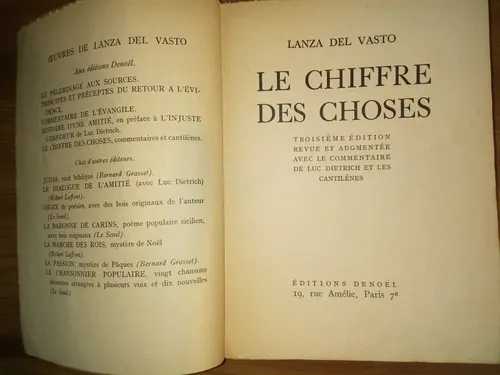 ŒUVRES DE LANZA DEL VASTO
Aux éditions Denoël.
LE PÈLERINAGE AUX SOURCES.
PRINCIPES ET PRÉCEPTES DU RETOUR A L'ÉVI-
DENCE.
COMMENTAIRE DE L'ÉVANGILE.
HISTOIRE D'UNE AMITIÉ, en préface à L'INJUSTE
GRANDEUR de Luc Dietrich.
LE CHIFFRE DES CHOSES, commentaires et cantilènes.
Chez d'autres éditeurs.
JUDAS, récit biblique (Bernard Grasset).
LE DIALOGUE DE L'AMITIÉ (avec Luc Dietrich)
(Robert Laffont).
CHOIX de poésies, avec des bois originaux de l'auteur
(Le Seuil).
LA BARONNE DE CARINS, poème populaire sicilien,
avec bois originaux (Le Seuil).
LA MARCHE DES ROIS, mystère de Noël
(Robert Laffont).
LA PASSION, mystère de Pâques (Bernard Grasset).
LE CHANSONNIER POPULAIRE, vingt chansons
anciennes arrangées à plusieurs voix et dix nouvelles
(Le Seuil).
LANZA DEL VASTO
LE CHIFFRE
DES CHOSES
TROISIÈME ÉDITION
REVUE ET AUGMENTÉE
AVEC LE COMMENTAIRE
DE LUC DIETRICH ET LES
CANTILÈNES
ÉDITIONS DENOEL
19, rue Amélie, Paris 7e